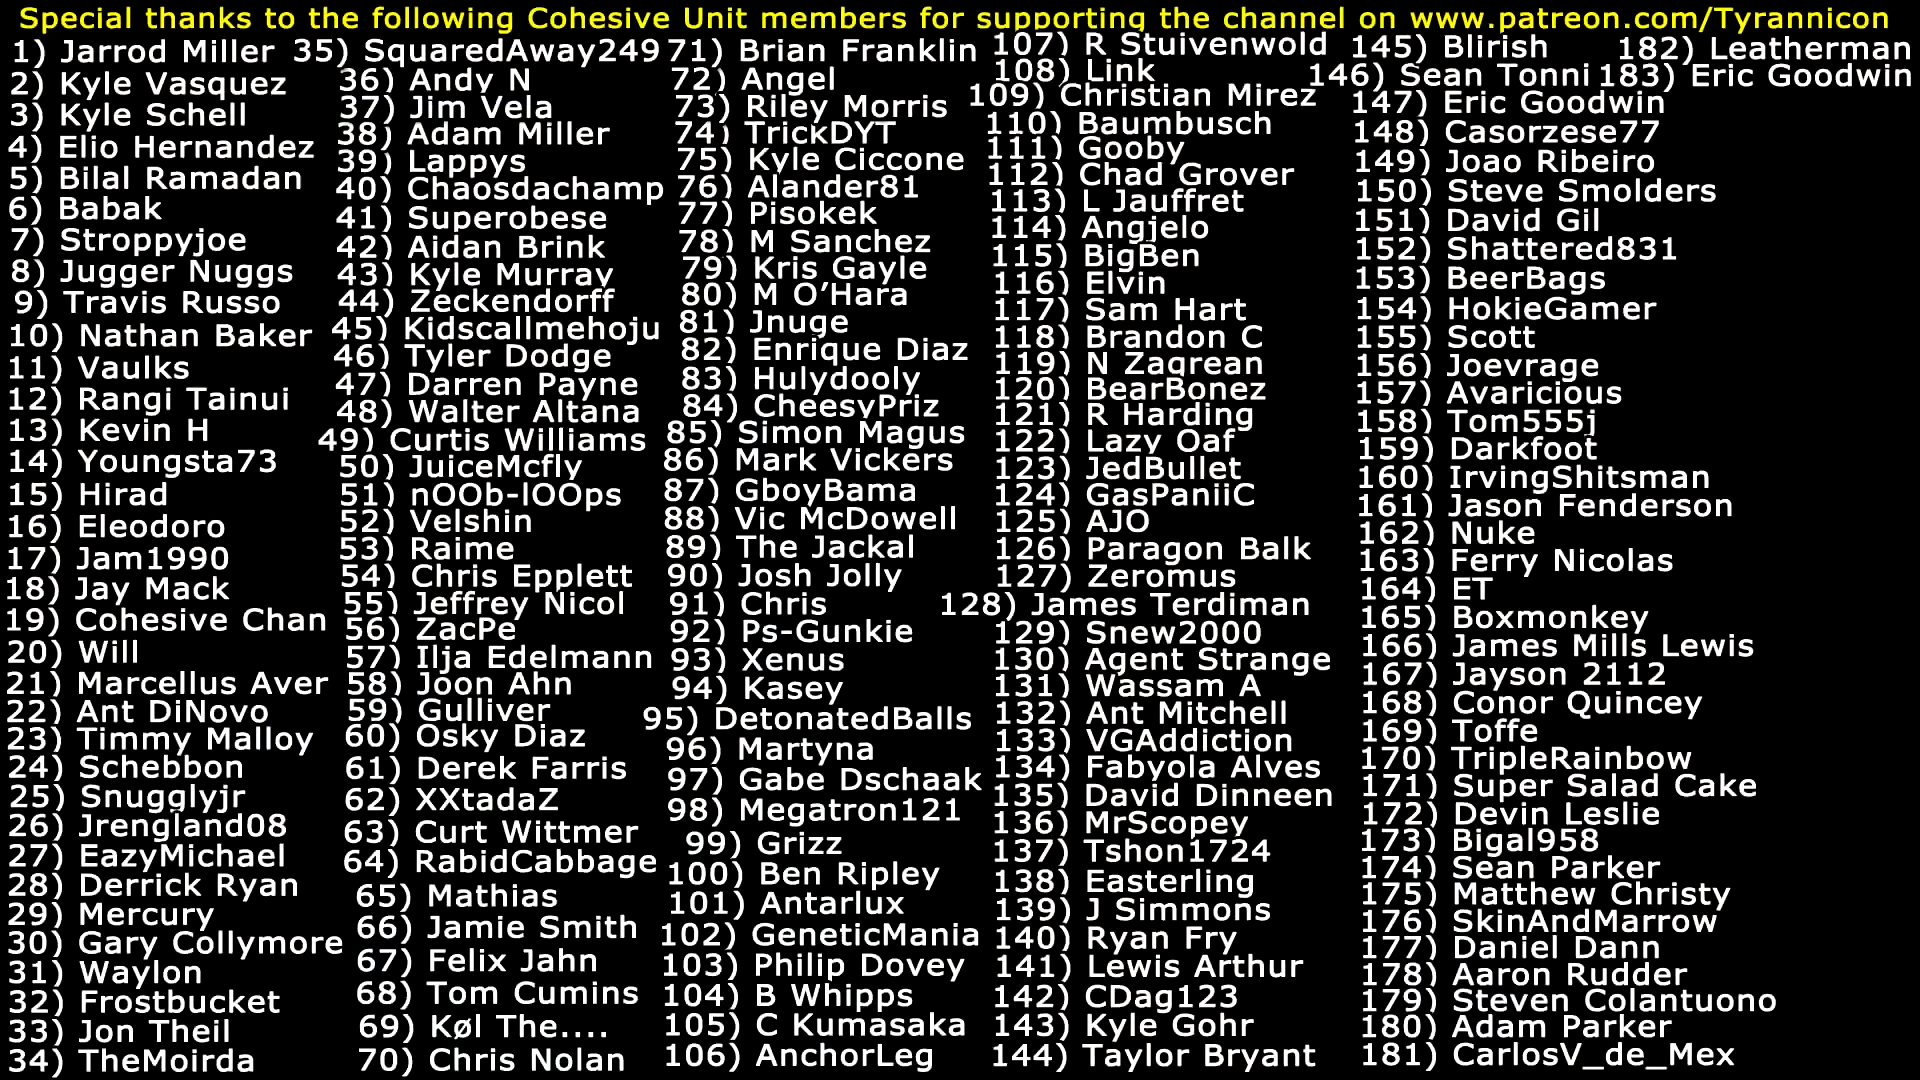 Special thanks to the following Cohesive Unit members for supporting the channel on www.patreon.com/Tyrannicon
1) Jarrod Miller
2) Kyle Vasquez
3) Kyle Schell
4) Elio Hernandez
5) Bilal Ramadan
6) Babak
7) Stroppyjoe
8) Jugger Nuggs
9) Travis Russo
10) Nathan Baker
11) Vaulks
12) Rangi Tainui
13) Kevin H
14) Youngsta73
15) Hirad
16) Eleodoro
17) Jam1990
18) Jay Mack
19) Cohesive Chan
20) Will
21) Marcellus Aver
22) Ant DiNovo
23) Timmy Malloy
24) Schebbon
25) Snugglyjr
26) Jrengland08
27) EazyMichael
28) Derrick Ryan
29) Mercury
30) Gary Collymore
31) Waylon
32) Frostbucket
33) Jon Theil
34) TheMoirda
35) SquaredAway249
36) Andy N
37) Jim Vela
38) Adam Miller
39) Lappys
40) Chaosdachamp
41) Superobese
42) Aidan Brink
43) Kyle Murray
44) Zeckendorff
45) Kidscallmehoju
46) Tyler Dodge
47) Darren Payne
48) Walter Altana
49) Curtis Williams
50) JuiceMcfly
51) nOOb-lOOps
52) Velshin
53) Raime
54) Chris Epplett
55) Jeffrey Nicol
56) ZacPe
57) Ilja Edelmann
58) Joon Ahn
59) Gulliver
60) Osky Diaz
61) Derek Farris
62) XXtadaZ
63) Curt Wittmer
64) RabidCabbage
65) Mathias
66) Jamie Smith
67) Felix Jahn
68) Tom Cumins
69) Køl The....
70) Chris Nolan
71) Brian Franklin
72) Angel
73) Riley Morris
74) TrickDYT
75) Kyle Ciccone
76) Alander81
77) Pisokek
78) M Sanchez
79) Kris Gayle
80) M O’Hara
81) Jnuge
82) Enrique Diaz
83) Hulydooly
84) CheesyPriz
85) Simon Magus
86) Mark Vickers
87) GboyBama
88) Vic McDowell
89) The Jackal
90) Josh Jolly
91) Chris
92) Ps-Gunkie
93) Xenus
94) Kasey
95) DetonatedBalls
96) Martyna
97) Gabe Dschaak
98) Megatron121
99) Grizz
100) Ben Ripley
101) Antarlux
102) GeneticMania
103) Philip Dovey
104) B Whipps
105) C Kumasaka
106) AnchorLeg
107) R Stuivenwold
108) Link
109) Christian Mirez
110) Baumbusch
111) Gooby
112) Chad Grover
113) L Jauffret
114) Angjelo
115) BigBen
116) Elvin
117) Sam Hart
118) Brandon C
119) N Zagrean
120) BearBonez
121) R Harding
122) Lazy Oaf
123) JedBullet
124) GasPaniiC
125) AJO
126) Paragon Balk
127) Zeromus
128) James Terdiman
129) Snew2000
130) Agent Strange
131) Wassam A
132) Ant Mitchell
133) VGAddiction
134) Fabyola Alves
135) David Dinneen
136) MrScopey
137) Tshon1724
138) Easterling
139) J Simmons
140) Ryan Fry
141) Lewis Arthur
142) CDag123
143) Kyle Gohr
144) Taylor Bryant
145) Blirish
146) Sean Tonni
147) Eric Goodwin
148) Casorzese77
149) Joao Ribeiro
150) Steve Smolders
151) David Gil
152) Shattered831
153) BeerBags
154) HokieGamer
155) Scott
156) Joevrage
157) Avaricious
158) Tom555j
159) Darkfoot
160) IrvingShitsman
161) Jason Fenderson
162) Nuke
163) Ferry Nicolas
164) ET
165) Boxmonkey
166) James Mills Lewis
167) Jayson 2112
168) Conor Quincey
169) Toffe
170) TripleRainbow
171) Super Salad Cake
172) Devin Leslie
173) Bigal958
174) Sean Parker
175) Matthew Christy
176) SkinAndMarrow
177) Daniel Dann
178) Aaron Rudder
179) Steven Colantuono
180) Adam Parker
181) CarlosV_de_Mex
182) Leatherman
183) Eric Goodwin